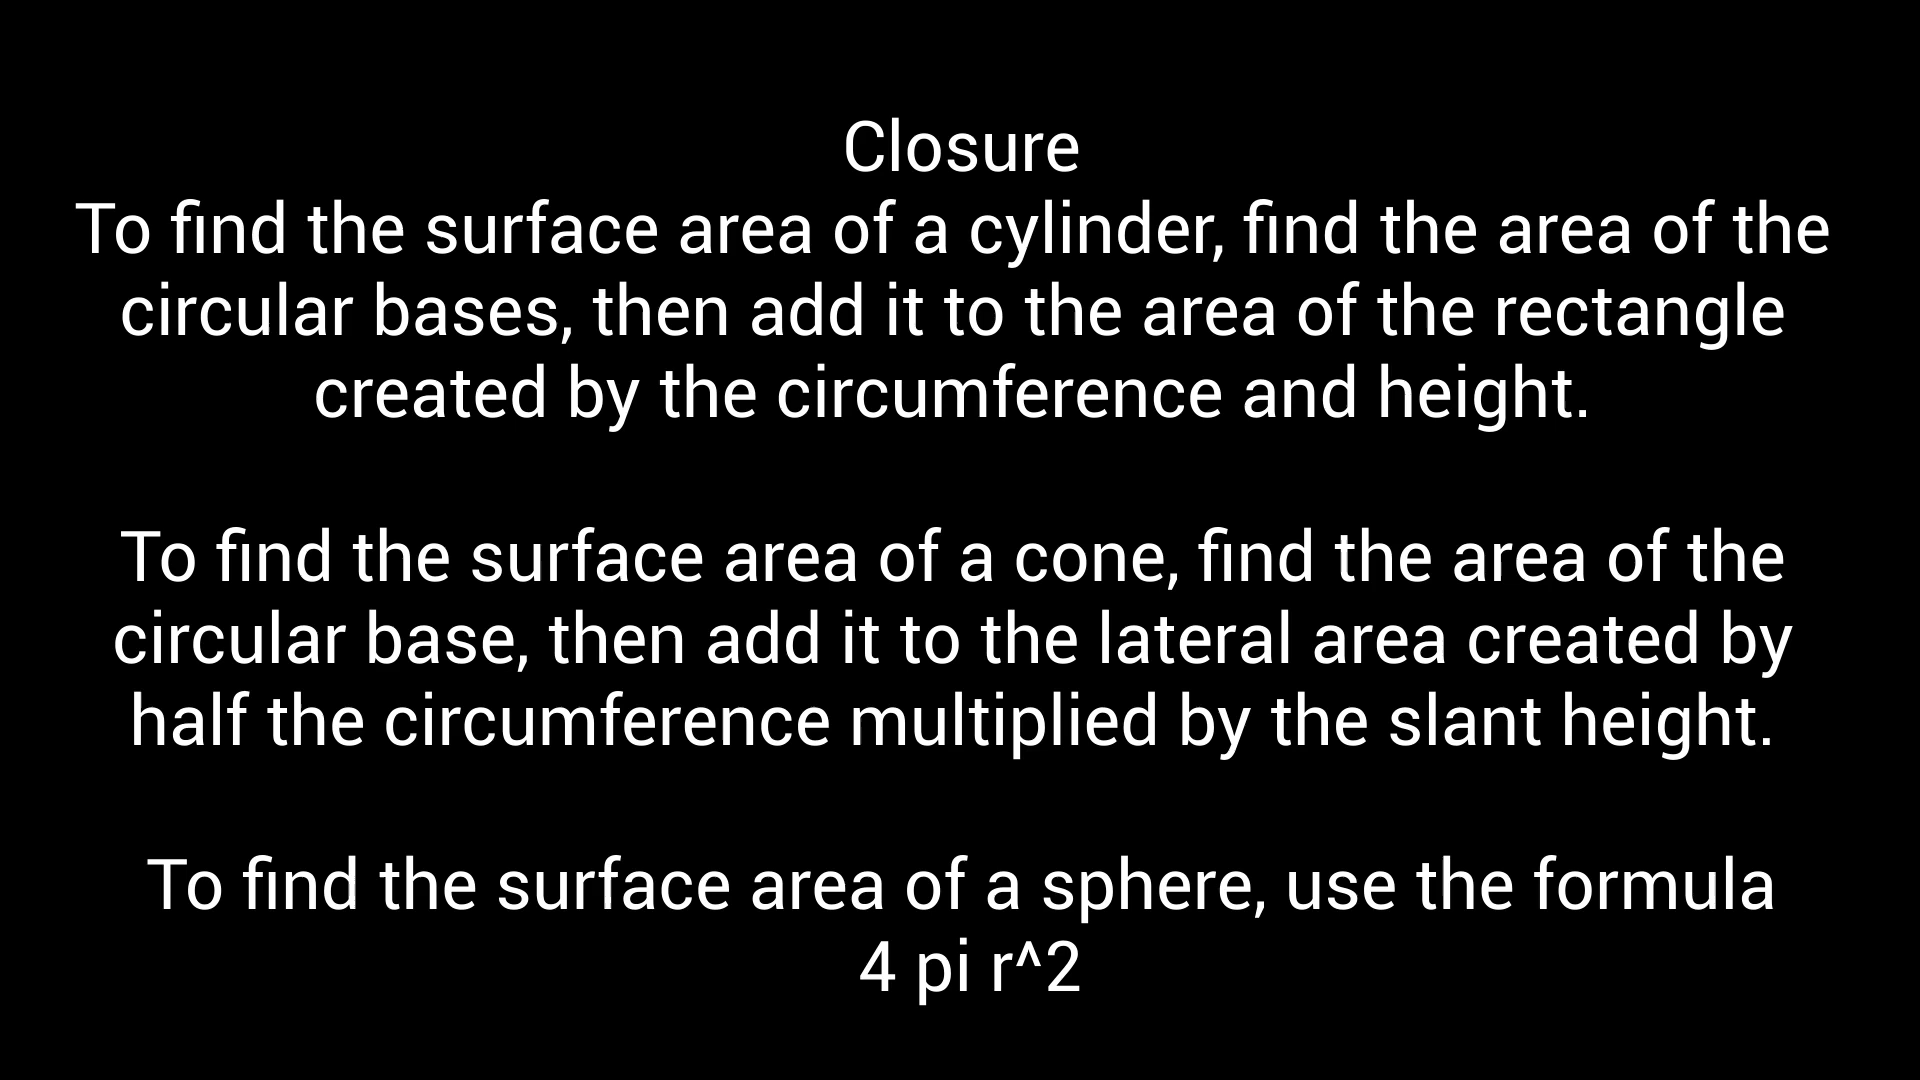 Closure
To find the surface area of a cylinder, find the area of the
circular bases, then add it to the area of the rectangle
created by the circumference and height.
To find the surface area of a cone, find the area of the
circular base, then add it to the lateral area created by
half the circumference multiplied by the slant height.
To find the surface area of a sphere, use the formula
4 pi r^2